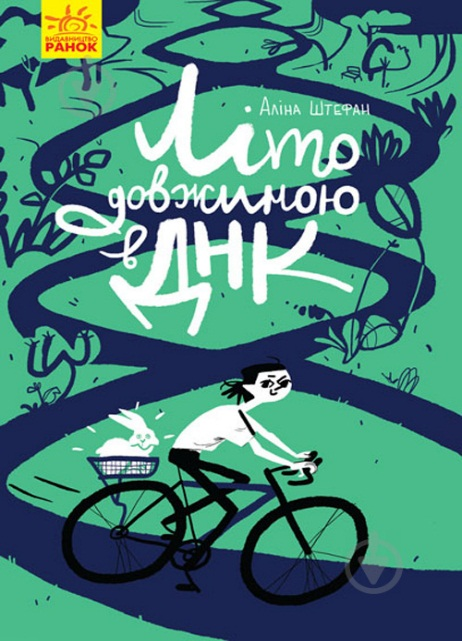 ВИДАВНИЦТВО
РАНОК
Аліна Штефан
Літо
довжиною
в ДНК